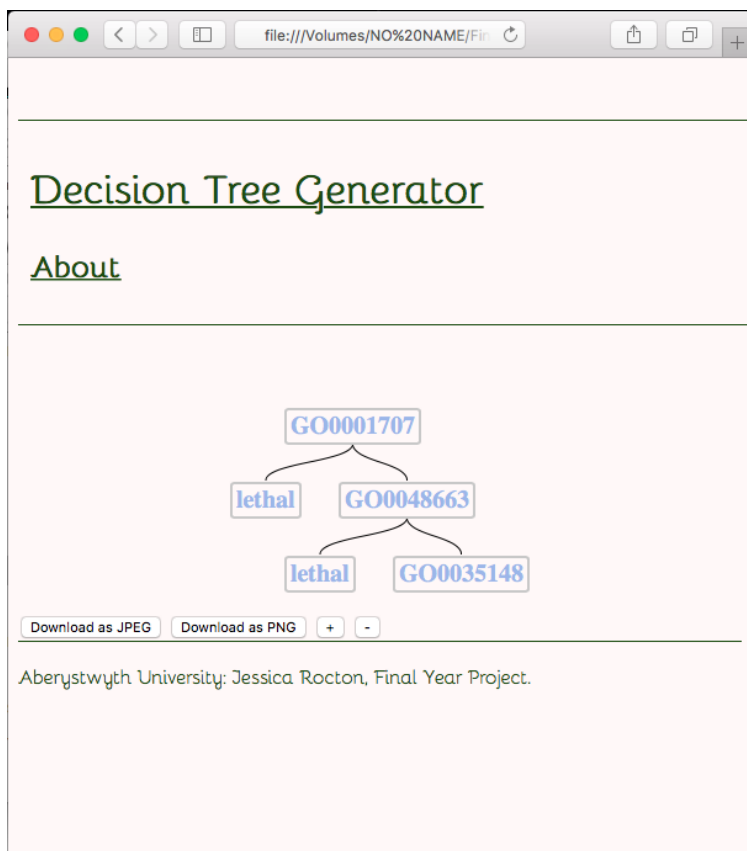 file:///Volumes/NO%20NAME/Fin
Decision Tree Generator
About
GO0001707
lethal GO0048663
lethal GO0035148
Download as JPEG Download as PNG + -
Aberystwyth University: Jessica Rocton, Final Year Project.